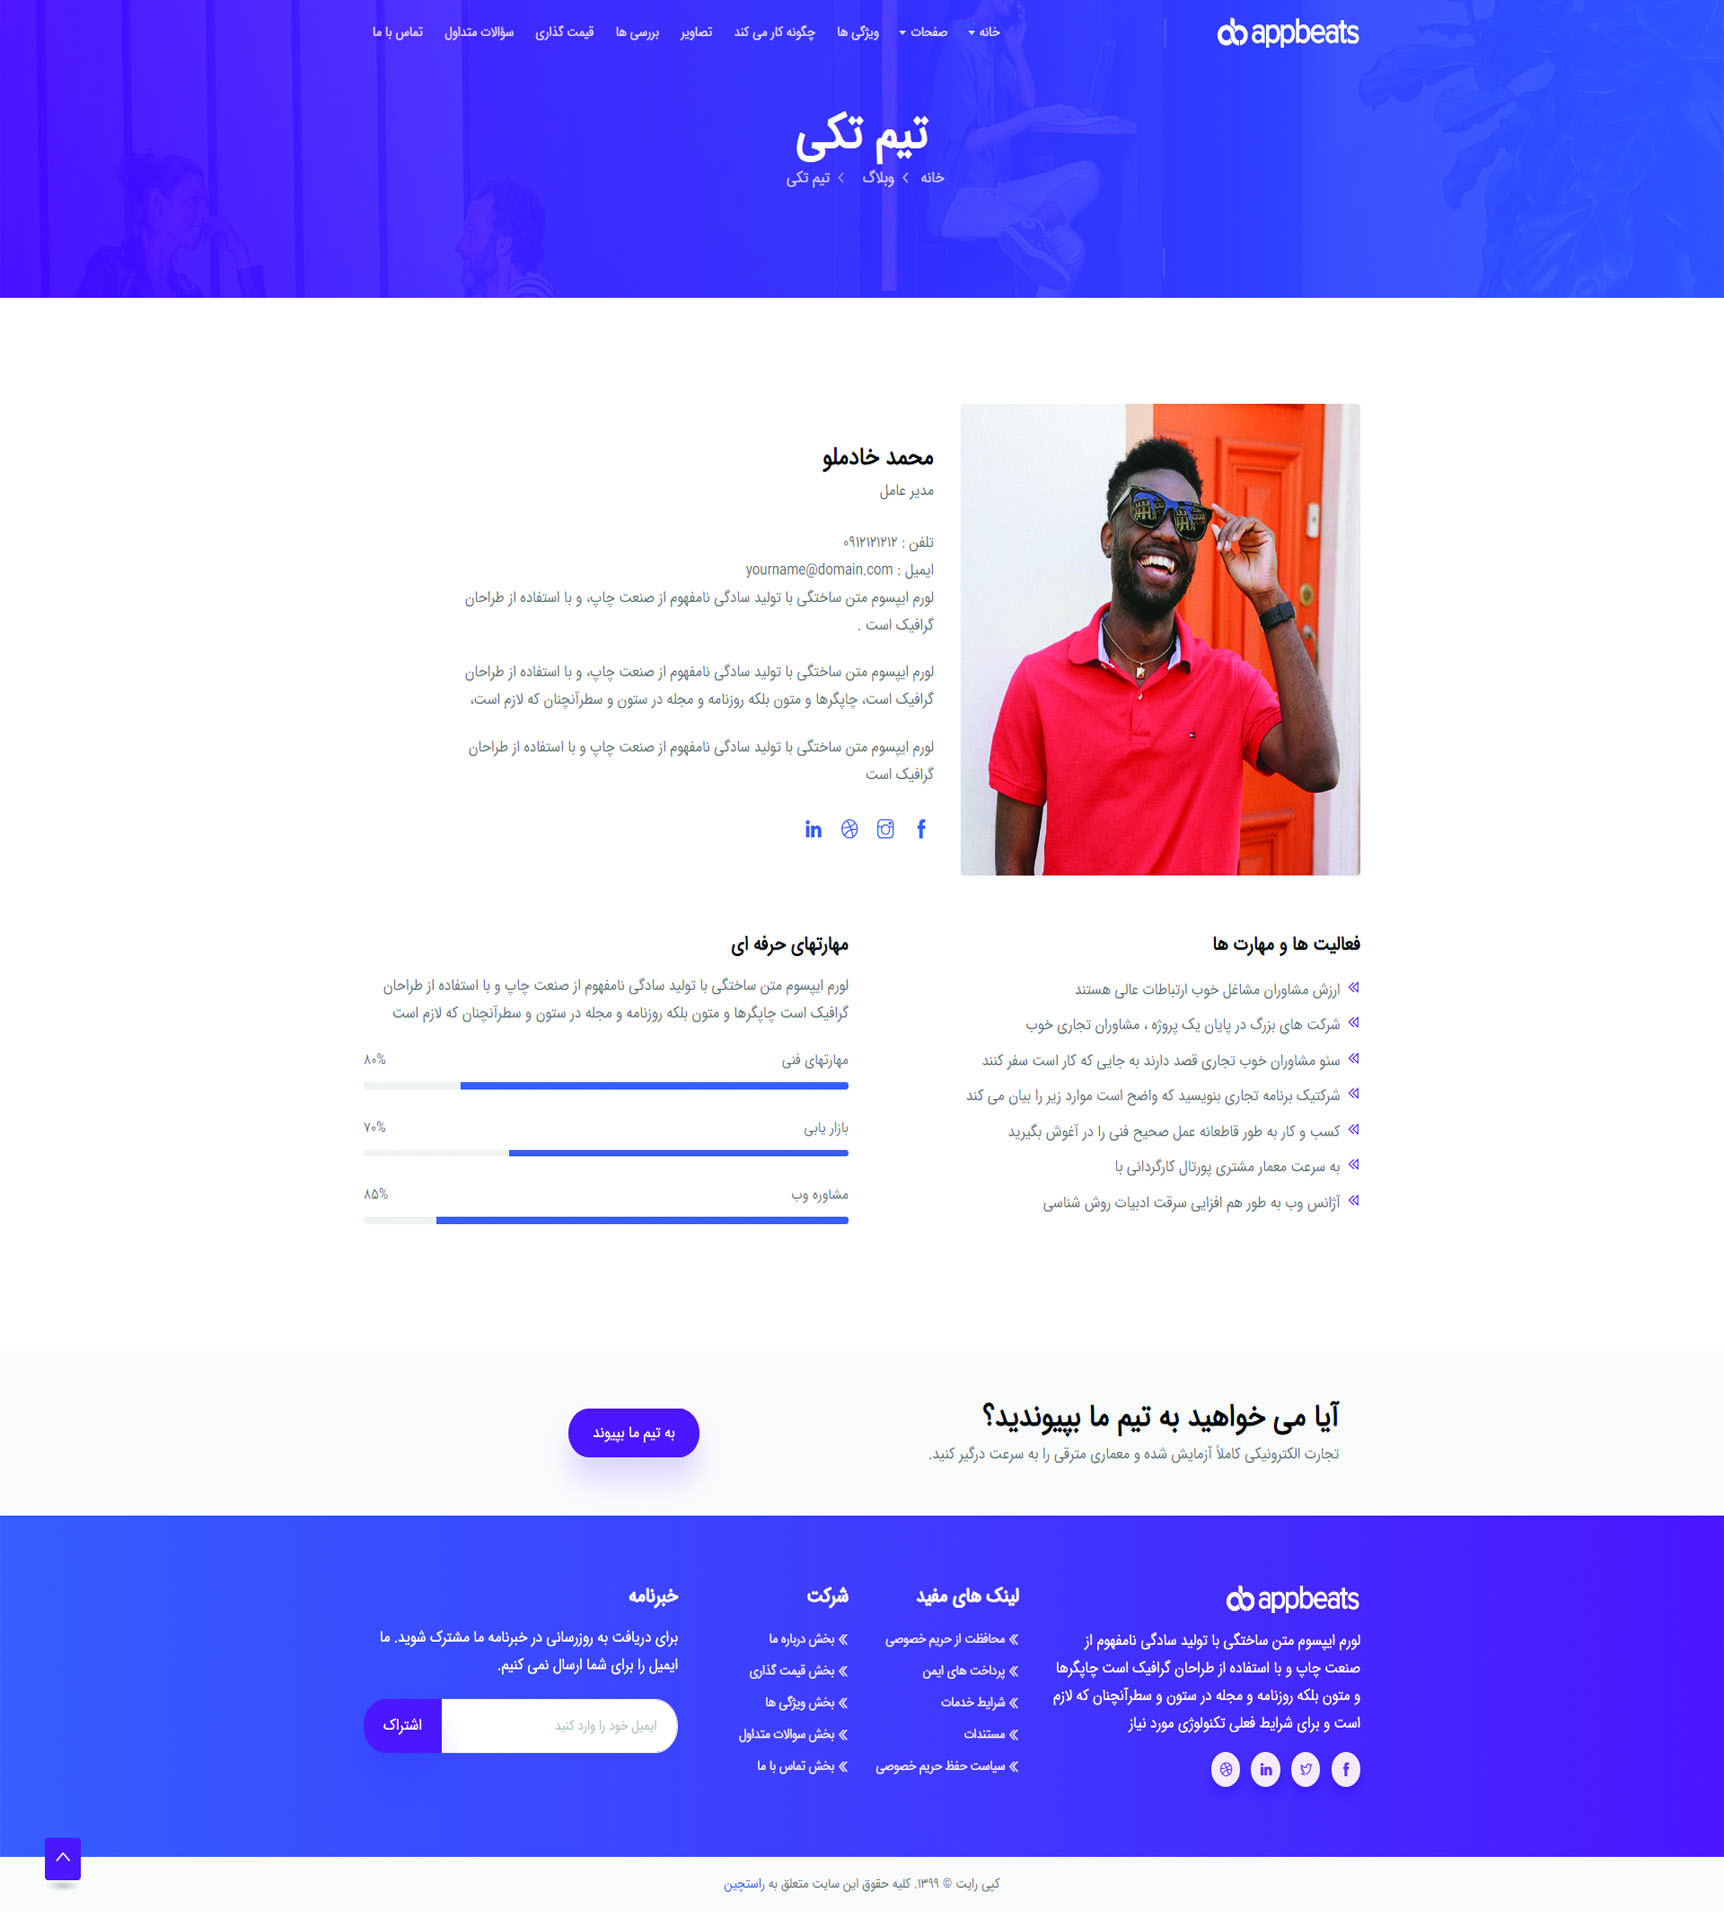 appbeats
خانه صفحات ویژگی ها چگونه کار می کند تصاویر بررسی ها قیمت گذاری سؤالات متداول تماس با ما
تیم تکی
خانه وبلاگ تیم تکی
محمد خادملو
مدیر عامل
تلفن : ۰۹۱۲۱۲۱۲۱۲
ایمیل : yourname@domain.com
لورم ایپسوم متن ساختگی با تولید سادگی نامفهوم از صنعت چاپ، و با استفاده از طراحان
گرافیک است .
لورم ایپسوم متن ساختگی با تولید سادگی نامفهوم از صنعت چاپ، و با استفاده از طراحان
گرافیک است، چاپگرها و متون بلکه روزنامه و مجله در ستون و سطرآنچنان که لازم است،
لورم ایپسوم متن ساختگی با تولید سادگی نامفهوم از صنعت چاپ و با استفاده از طراحان
گرافیک است
فعالیت ها و مهارت ها
ارزش مشاوران مشاغل خوب ارتباطات عالی هستند
شرکت های بزرگ در پایان یک پروژه ، مشاوران تجاری خوب
سئو مشاوران خوب تجاری قصد دارند به جایی که کار است سفر کنند
شرکتیک برنامه تجاری بنویسید که واضح است موارد زیر را بیان می کند
کسب و کار به طور قاطعانه عمل صحیح فنی را در آغوش بگیرید
به سرعت معمار مشتری پورتال کارگردانی با
آژانس وب به طور هم افزایی سرقت ادبیات روش شناسی
مهارتهای حرفه ای
لورم ایپسوم متن ساختگی با تولید سادگی نامفهوم از صنعت چاپ و با استفاده از طراحان
گرافیک است چاپگرها و متون بلکه روزنامه و مجله در ستون و سطرآنچنان که لازم است
مهارتهای فنی ۸۰%
بازار یابی ۷۰%
مشاوره وب ۸۵%
آیا می خواهید به تیم ما بپیوندید؟
تجارت الکترونیکی کاملاً آزمایش شده و معماری مترقی را به سرعت درگیر کنید.
به تیم ما بپیوند
appbeats
لورم ایپسوم متن ساختگی با تولید سادگی نامفهوم از
صنعت چاپ و با استفاده از طراحان گرافیک است چاپگرها
و متون بلکه روزنامه و مجله در ستون و سطرآنچنان که لازم
است و برای شرایط فعلی تکنولوژی مورد نیاز
لینک های مفید
محافظت از حریم خصوصی
پرداخت های ایمن
شرایط خدمات
مستندات
سیاست حفظ حریم خصوصی
شرکت
بخش درباره ما
بخش قیمت گذاری
بخش ویژگی ها
بخش سوالات متداول
بخش تماس با ما
خبرنامه
برای دریافت به روزرسانی در خبرنامه ما مشترک شوید. ما
ایمیل را برای شما ارسال نمی کنیم.
ایمیل خود را وارد کنید
اشتراک
کپی رایت © ۱۳۹۹. کلیه حقوق این سایت متعلق به راستچین